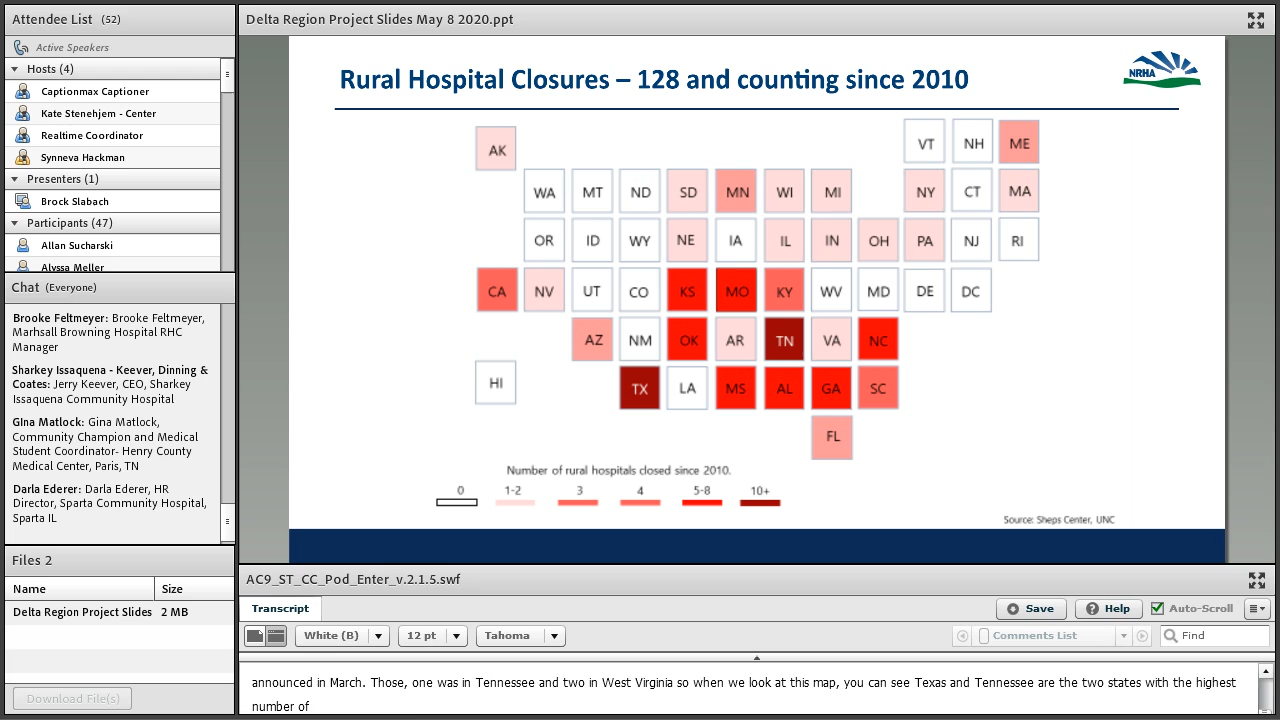 Attendee List (52)
Active Speakers
Hosts (4)
Captionmax Captioner
Kate Stenehjem - Center
Realtime Coordinator
Synneva Hackman
Presenters (1)
Brock Slabach
Participants (47)
Allan Sucharski
Alyssa Meller
Chat (Everyone)
Brooke Feltmeyer: Brooke Feltmeyer,
Marhsall Browning Hospital RHC
Manager
Sharkey Issaquena - Keever, Dinning &
Coates: Jerry Keever, CEO, Sharkey
Issaquena Community Hospital
Gina Matlock: Gina Matlock,
Community Champion and Medical
Student Coordinator- Henry County
Medical Center, Paris, TN
Darla Ederer: Darla Ederer, HR
Director, Sparta Community Hospital,
Sparta IL
Files 2
Name Size
Delta Region Project Slides 2 MB
Download File(s)
Delta Region Project Slides May 8 2020.ppt
Rural Hospital Closures – 128 and counting since 2010
NRHA
AK VT NH ME
WA MT ND SD MN WI MI NY CT MA
OR ID WY NE IA IL IN OH PA NJ RI
CA NV UT CO KS MO KY WV MD DE DC
AZ NM OK AR TN VA NC
HI TX LA MS AL GA SC
FL
Number of rural hospitals closed since 2010.
0 1-2 3 4 5-8 10+
Source: Sheps Center, UNC
AC9_ST_CC_Pod_Enter_v.2.1.5.swf
Transcript Save Help Auto-Scroll
White (B) 12 pt Tahoma Comments List Find
announced in March. Those, one was in Tennessee and two in West Virginia so when we look at this map, you can see Texas and Tennessee are the two states with the highest
number of